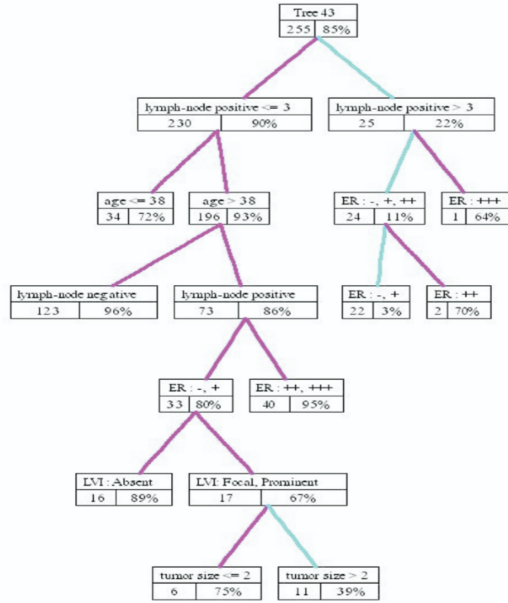 Tree 43
255 85%
lymph-node positive <= 3
230 90%
lymph-node positive > 3
25 22%
age <= 38
34 72%
age > 38
196 93%
ER : -, +, ++
24 11%
ER : +++
1 64%
lymph-node negative
123 96%
lymph-node positive
73 86%
ER : -, +
22 3%
ER : ++
2 70%
ER : -, +
33 80%
ER : ++, +++
40 95%
LVI : Absent
16 89%
LVI: Focal, Prominent
17 67%
tumor size <= 2
6 75%
tumor size > 2
11 39%